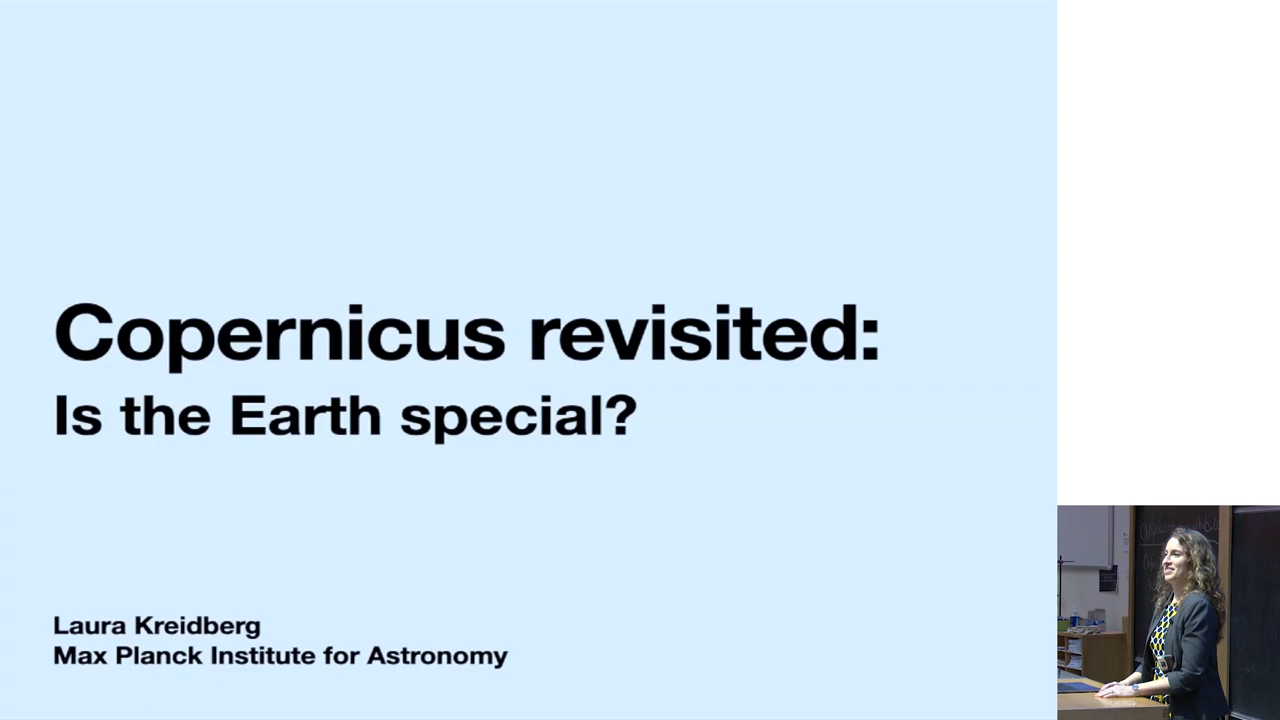 Copernicus revisited:
Is the Earth special?
Laura Kreidberg
Max Planck Institute for Astronomy